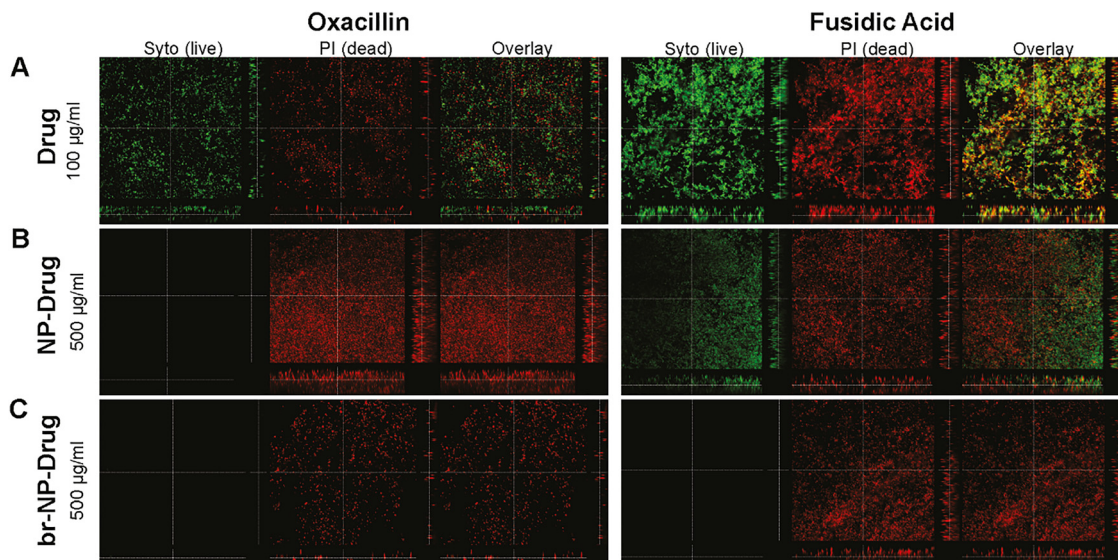 Oxacillin
Fusidic Acid
Syto (live) PI (dead) Overlay
Syto (live) PI (dead) Overlay
A
Drug
100 µg/ml
B
NP-Drug
500 µg/ml
C
br-NP-Drug
500 µg/ml